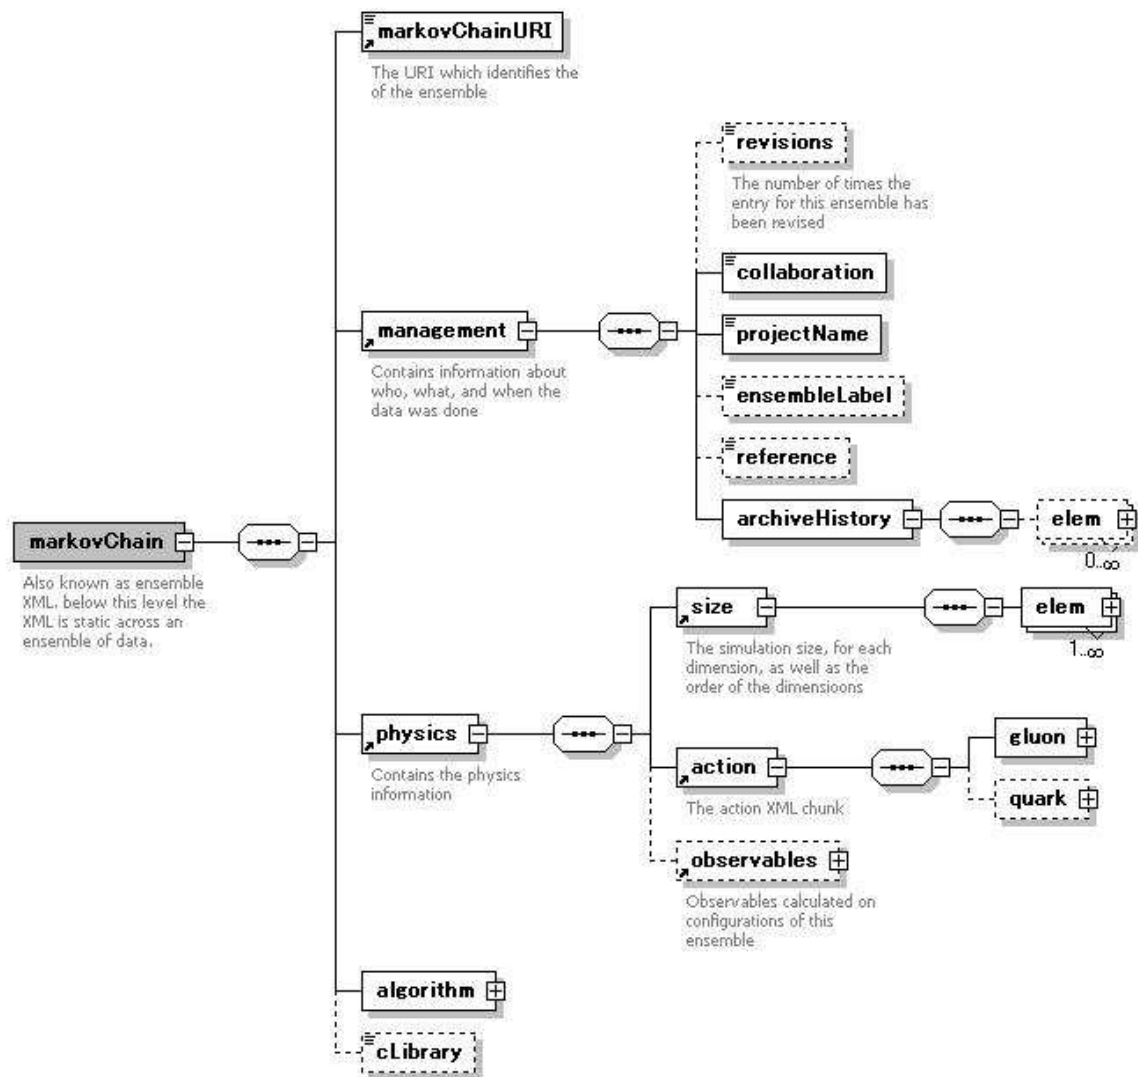 markovChainURI
The URI which identifies the
of the ensemble
revisions
The number of times the
entry for this ensemble has
been revised
collaboration
management
projectName
Contains information about
who, what, and when the
data was done
ensembleLabel
reference
archiveHistory
elem
0..∞
markovChain
Also known as ensemble
XML. below this level the
XML is static across an
ensemble of data.
size
elem
1..∞
The simulation size, for each
dimension, as well as the
order of the dimensioons
physics
Contains the physics
information
action
The action XML chunk
gluon
quark
observables
Observables calculated on
configurations of this
ensemble
algorithm
cLibrary